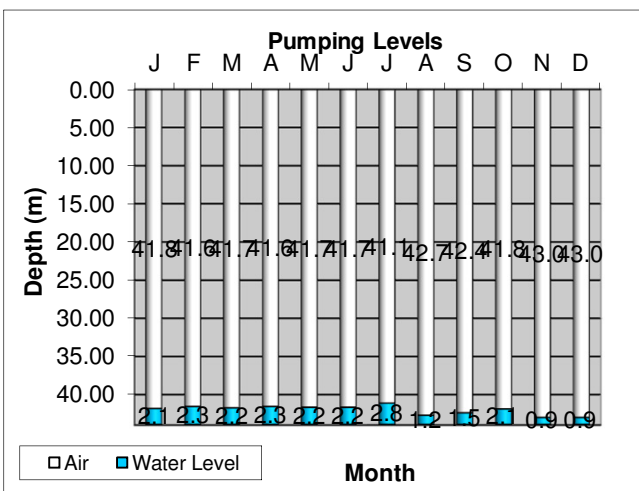 Pumping Levels
J F M A M J J A S O N D
0.00
5.00
10.00
15.00
20.00
25.00
30.00
35.00
40.00
Depth (m)
41.8 41.6 41.7 41.6 41.7 41.7 41.1 42.7 42.4 41.8 43.0 43.0
2.1 2.3 2.2 2.3 2.2 2.2 2.8 1.2 1.5 2.1 0.9 0.9
Air Water Level
Month